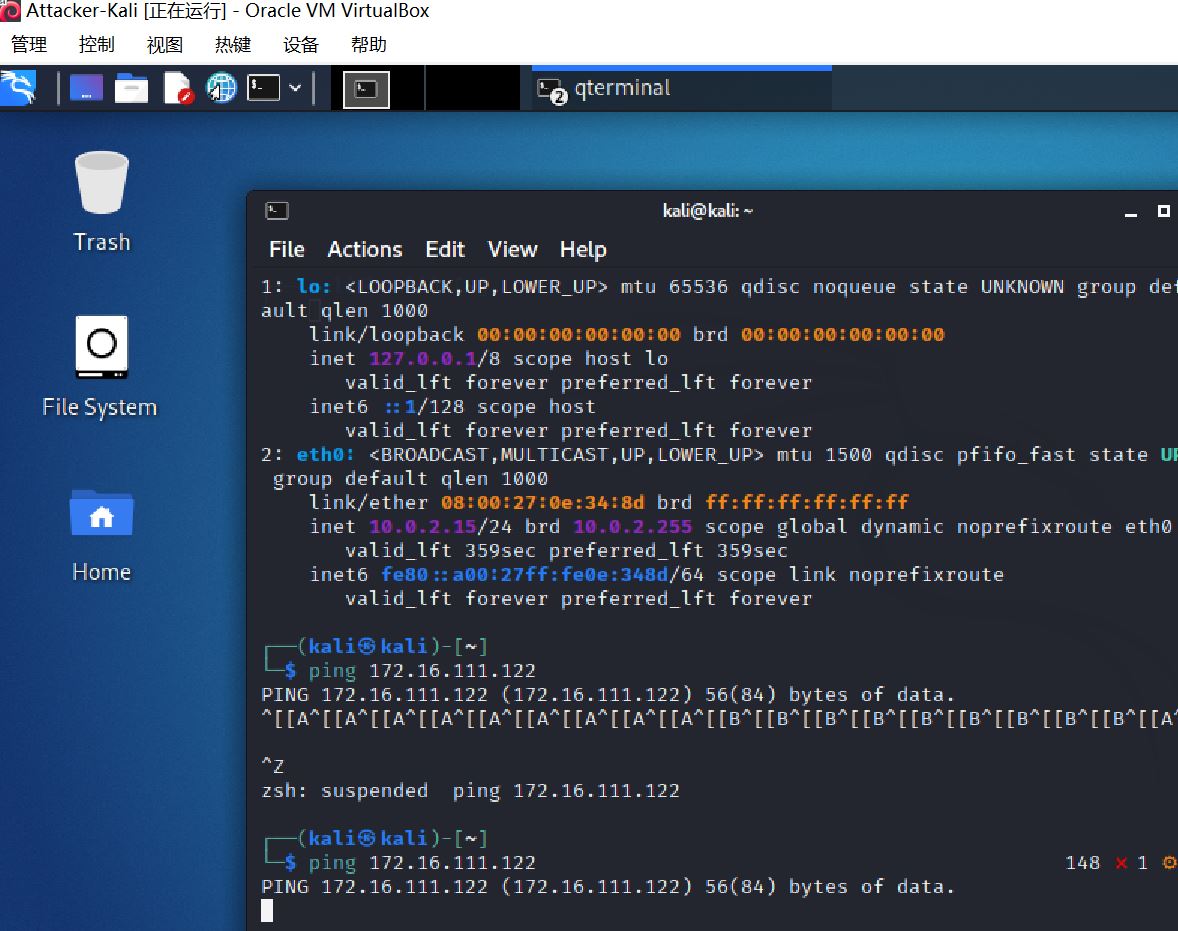 Attacker-Kali [正在运行] - Oracle VM VirtualBox
管理 控制 视图 热键 设备 帮助
2 qterminal
Trash
File System
Home
kali@kali: ~
File Actions Edit View Help
1: lo: <LOOPBACK,UP,LOWER_UP> mtu 65536 qdisc noqueue state UNKNOWN group def
ault qlen 1000
link/loopback 00:00:00:00:00:00 brd 00:00:00:00:00:00
inet 127.0.0.1/8 scope host lo
valid_lft forever preferred_lft forever
inet6 ::1/128 scope host
valid_lft forever preferred_lft forever
2: eth0: <BROADCAST,MULTICAST,UP,LOWER_UP> mtu 1500 qdisc pfifo_fast state UP
group default qlen 1000
link/ether 08:00:27:0e:34:8d brd ff:ff:ff:ff:ff:ff
inet 10.0.2.15/24 brd 10.0.2.255 scope global dynamic noprefixroute eth0
valid_lft 359sec preferred_lft 359sec
inet6 fe80::a00:27ff:fe0e:348d/64 scope link noprefixroute
valid_lft forever preferred_lft forever
┌──(kali㉿kali)-[~]
└─$ ping 172.16.111.122
PING 172.16.111.122 (172.16.111.122) 56(84) bytes of data.
^[[A^[[A^[[A^[[A^[[A^[[A^[[A^[[A^[[A^[[B^[[B^[[B^[[B^[[B^[[B^[[B^[[B^[[B^[[A^
^Z
zsh: suspended  ping 172.16.111.122
┌──(kali㉿kali)-[~]
└─$ ping 172.16.111.122 148 ⨯ 1 ⚙
PING 172.16.111.122 (172.16.111.122) 56(84) bytes of data.